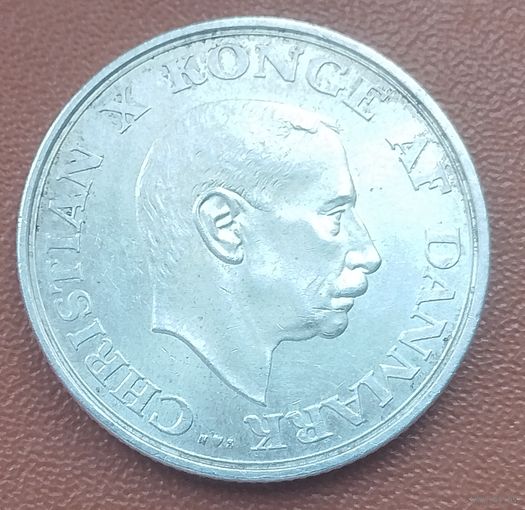 CHRISTIAN X KONGE AF DANMARK